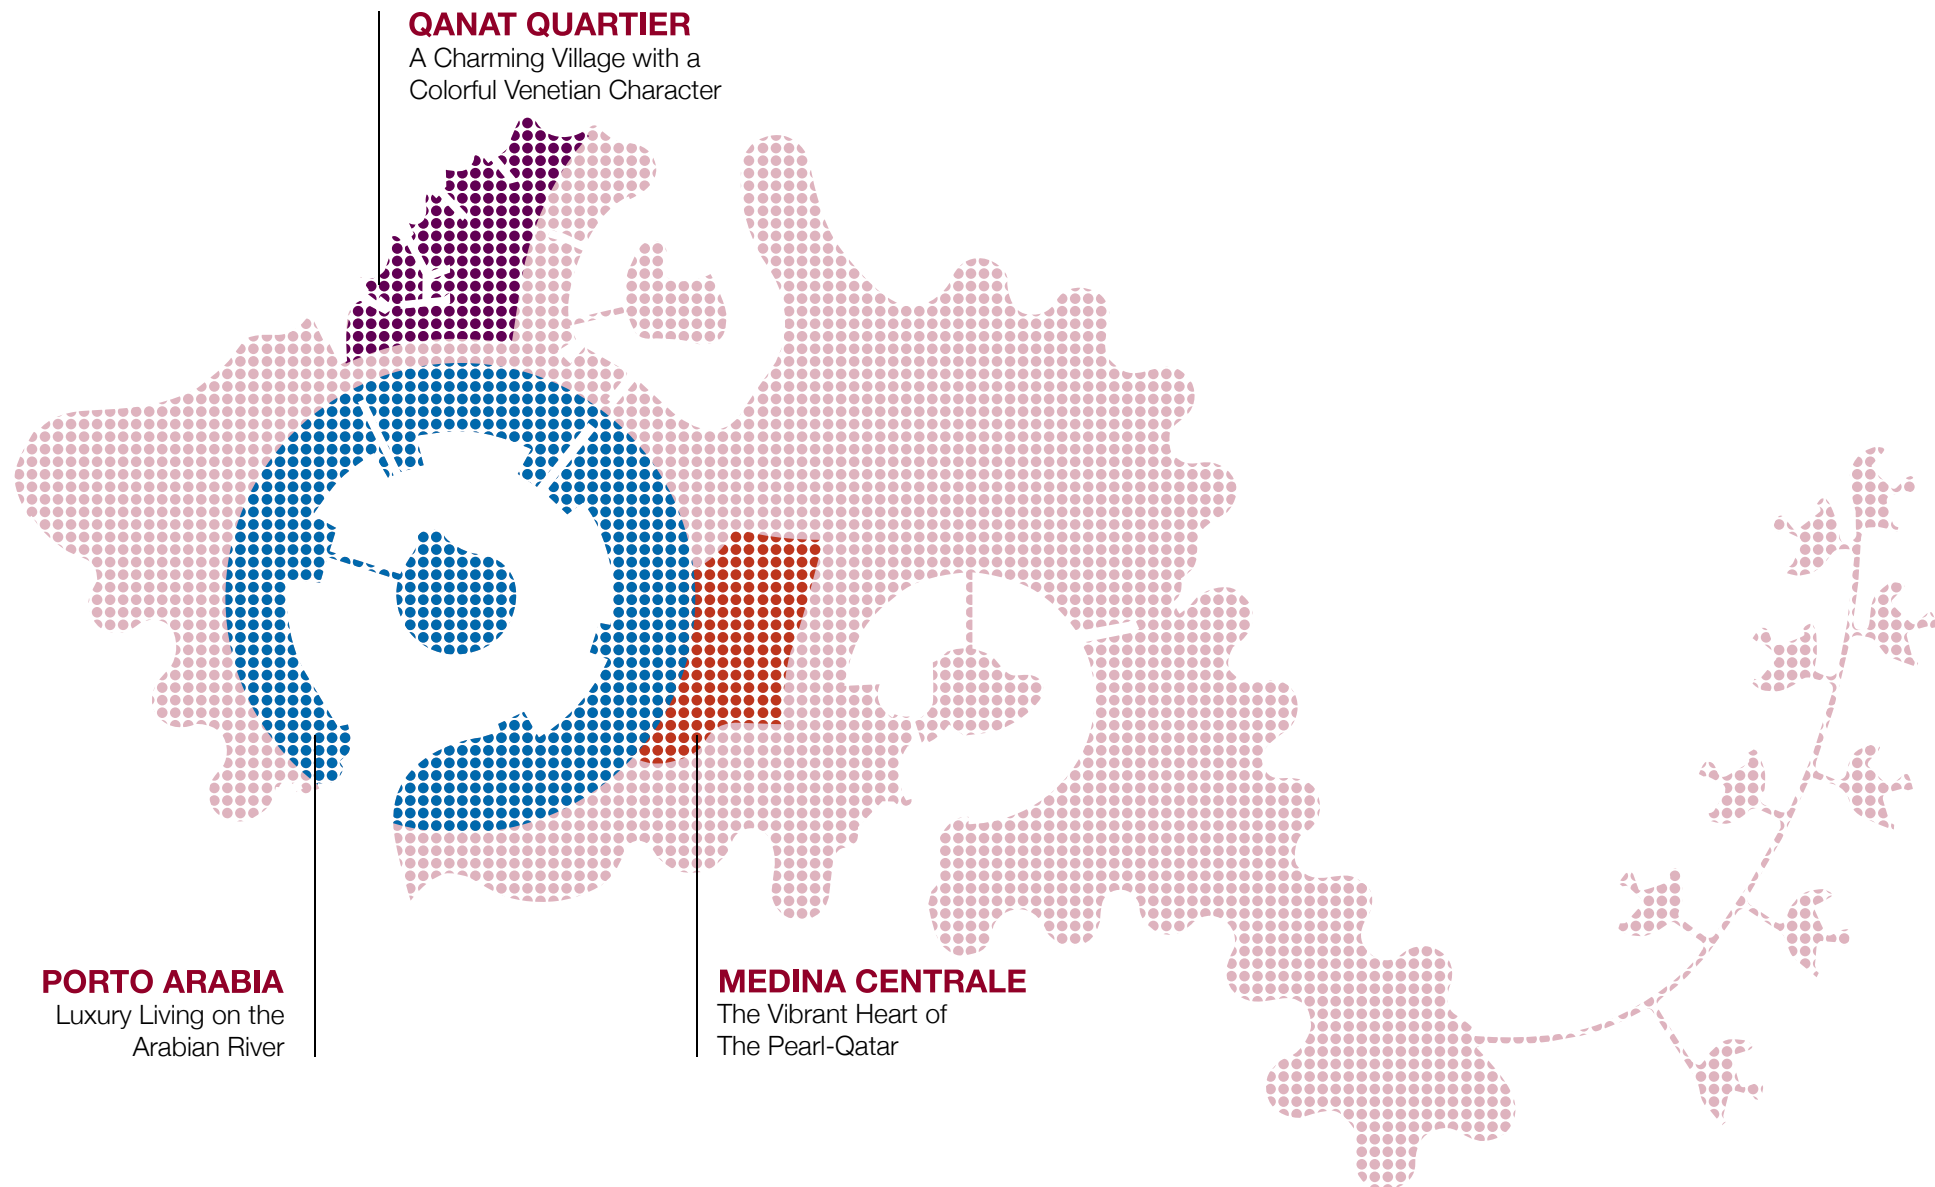 QANAT QUARTIER
A Charming Village with a
Colorful Venetian Character
PORTO ARABIA
Luxury Living on the
Arabian River
MEDINA CENTRALE
The Vibrant Heart of
The Pearl-Qatar